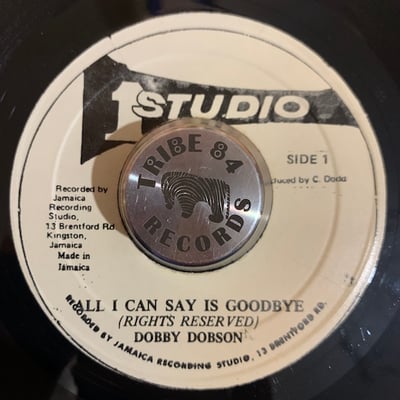 1 STUDIO
TRIBE 84
RECORDS
SIDE 1
duced by C. Dodd
Recorded by
Jamaica
Recording
Studio,
13 Brentford Rd.
Kingston,
Jamaica
Made in
Jamaica
ALL I CAN SAY IS GOODBYE
(RIGHTS RESERVED)
DOBBY DOBSON
RECORDED BY JAMAICA RECORDING STUDIO, 13 BRENTFORD RD.